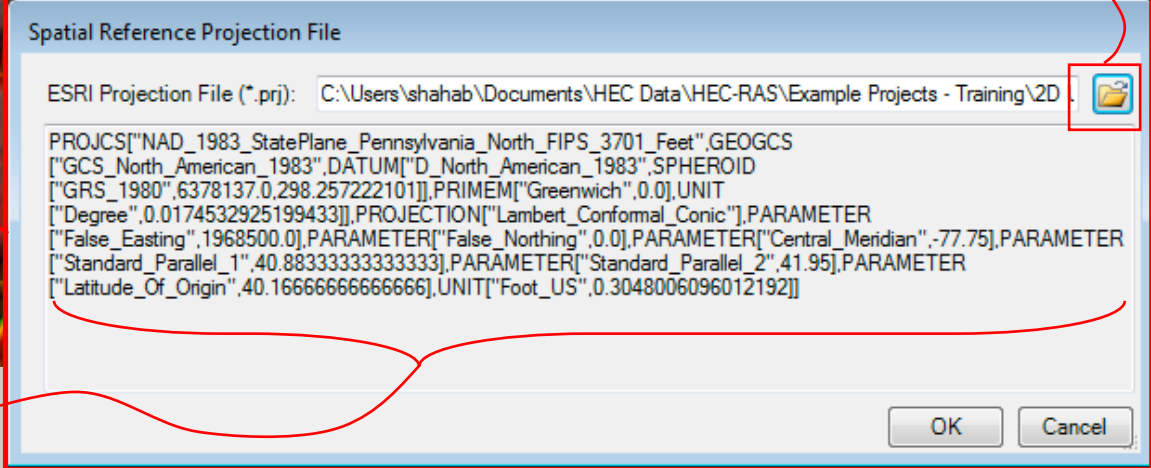 Spatial Reference Projection File
ESRI Projection File (*.prj): C:\Users\shahab\Documents\HEC Data\HEC-RAS\Example Projects - Training\2D
PROJCS["NAD_1983_StatePlane_Pennsylvania_North_FIPS_3701_Feet",GEOGCS
["GCS_North_American_1983",DATUM["D_North_American_1983",SPHEROID
["GRS_1980",6378137.0,298.257222101]],PRIMEM["Greenwich",0.0],UNIT
["Degree",0.0174532925199433]],PROJECTION["Lambert_Conformal_Conic"],PARAMETER
["False_Easting",1968500.0],PARAMETER["False_Northing",0.0],PARAMETER["Central_Meridian",-77.75],PARAMETER
["Standard_Parallel_1",40.88333333333333],PARAMETER["Standard_Parallel_2",41.95],PARAMETER
["Latitude_Of_Origin",40.16666666666666],UNIT["Foot_US",0.3048006096012192]]
OK Cancel